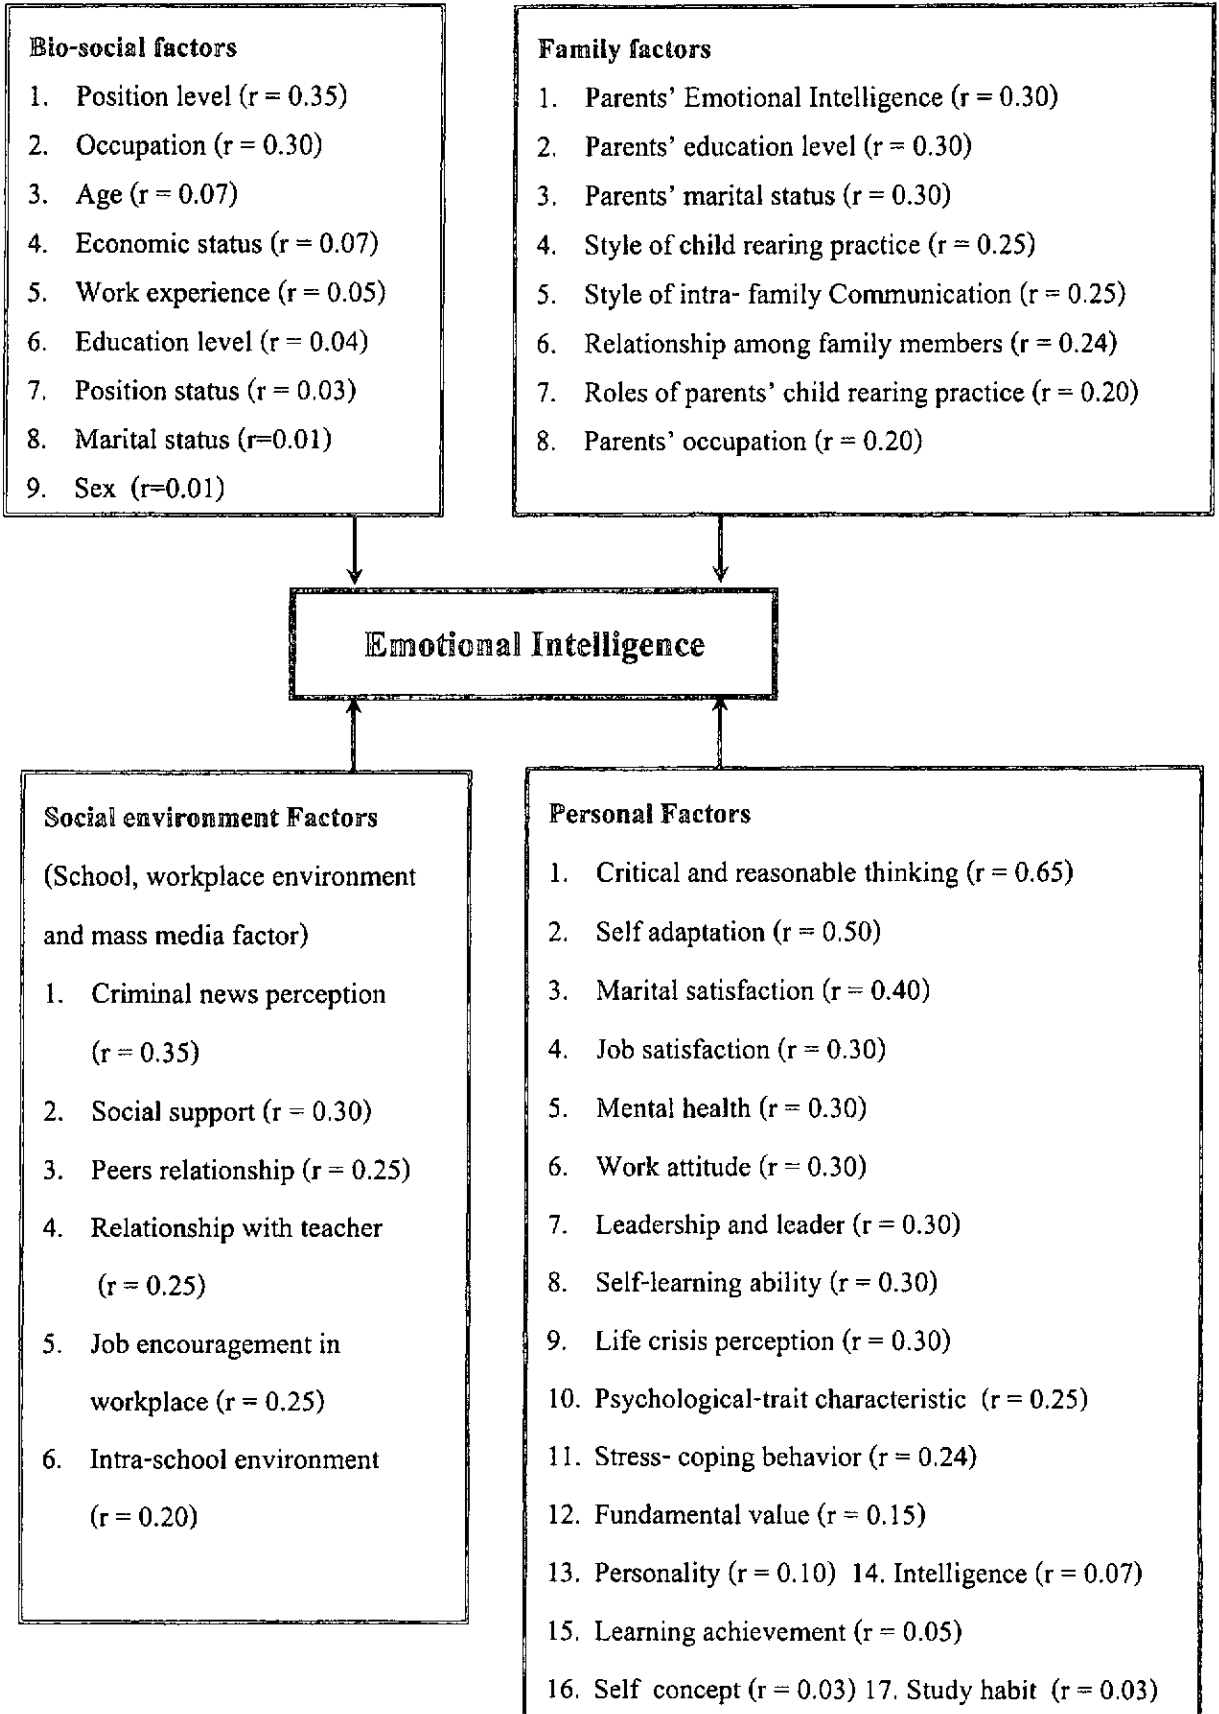 Bio-social factors
1. Position level (r = 0.35)
2. Occupation (r = 0.30)
3. Age (r = 0.07)
4. Economic status (r = 0.07)
5. Work experience (r = 0.05)
6. Education level (r = 0.04)
7. Position status (r = 0.03)
8. Marital status (r=0.01)
9. Sex (r=0.01)
Family factors
1. Parents’ Emotional Intelligence (r = 0.30)
2. Parents’ education level (r = 0.30)
3. Parents’ marital status (r = 0.30)
4. Style of child rearing practice (r = 0.25)
5. Style of intra- family Communication (r = 0.25)
6. Relationship among family members (r = 0.24)
7. Roles of parents’ child rearing practice (r = 0.20)
8. Parents’ occupation (r = 0.20)
Emotional Intelligence
Social environment Factors
(School, workplace environment
and mass media factor)
1. Criminal news perception
(r = 0.35)
2. Social support (r = 0.30)
3. Peers relationship (r = 0.25)
4. Relationship with teacher
(r = 0.25)
5. Job encouragement in
workplace (r = 0.25)
6. Intra-school environment
(r = 0.20)
Personal Factors
1. Critical and reasonable thinking (r = 0.65)
2. Self adaptation (r = 0.50)
3. Marital satisfaction (r = 0.40)
4. Job satisfaction (r = 0.30)
5. Mental health (r = 0.30)
6. Work attitude (r = 0.30)
7. Leadership and leader (r = 0.30)
8. Self-learning ability (r = 0.30)
9. Life crisis perception (r = 0.30)
10. Psychological-trait characteristic (r = 0.25)
11. Stress- coping behavior (r = 0.24)
12. Fundamental value (r = 0.15)
13. Personality (r = 0.10) 14. Intelligence (r = 0.07)
15. Learning achievement (r = 0.05)
16. Self concept (r = 0.03) 17. Study habit (r = 0.03)